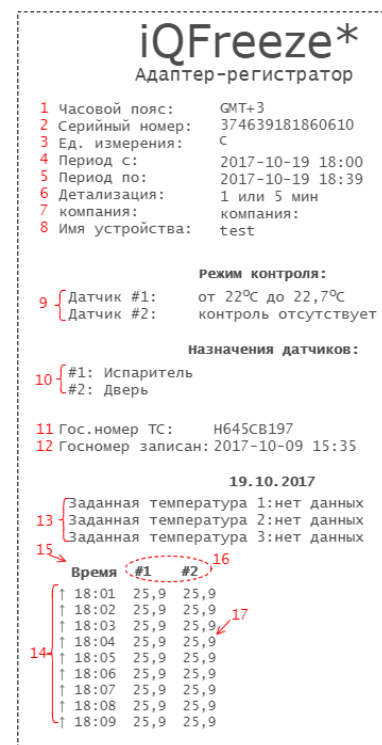 iQFreeze*
Адаптер-регистратор
1 Часовой пояс: GMT+3
2 Серийный номер: 374639181860610
3 Ед. измерения: С
4 Период с: 2017-10-19 18:00
5 Период по: 2017-10-19 18:39
6 Детализация: 1 или 5 мин
7 компания: компания:
8 Имя устройства: test
Режим контроля:
9
Датчик #1: от 22ºС до 22,7ºС
Датчик #2: контроль отсутствует
Назначения датчиков:
10
#1: Испаритель
#2: Дверь
11 Гос.номер ТС: Н645СВ197
12 Госномер записан: 2017-10-09 15:35
19.10.2017
13
Заданная температура 1:нет данных
Заданная температура 2:нет данных
Заданная температура 3:нет данных
15
16
Время #1 #2
17
14
↑ 18:01 25,9 25,9
↑ 18:02 25,9 25,9
↑ 18:03 25,9 25,9
↑ 18:04 25,9 25,9
↑ 18:05 25,9 25,9
↑ 18:06 25,9 25,9
↑ 18:07 25,9 25,9
↑ 18:08 25,9 25,9
↑ 18:09 25,9 25,9